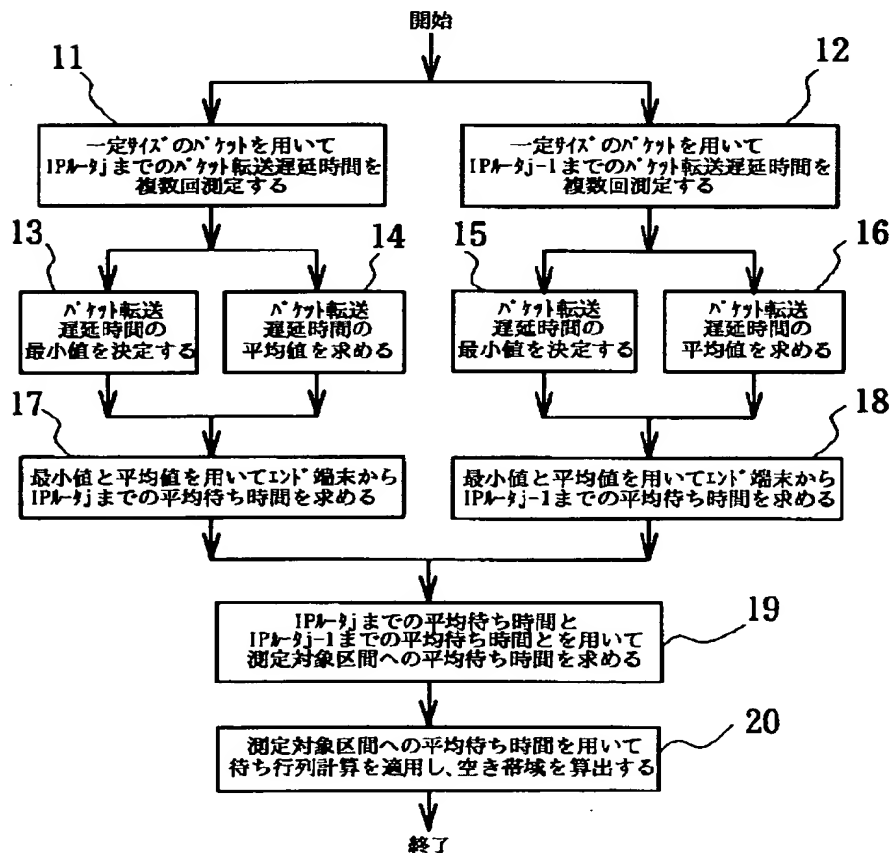 開始
11
12
一定ｻｲｽﾞのﾊﾟｹｯﾄを用いて
IPﾙｰﾀjまでのﾊﾟｹｯﾄ転送遅延時間を
複数回測定する
一定ｻｲｽﾞのﾊﾟｹｯﾄを用いて
IPﾙｰﾀj-1までのﾊﾟｹｯﾄ転送遅延時間を
複数回測定する
13
14
15
16
ﾊﾟｹｯﾄ転送
遅延時間の
最小値を決定する
ﾊﾟｹｯﾄ転送
遅延時間の
平均値を求める
ﾊﾟｹｯﾄ転送
遅延時間の
最小値を決定する
ﾊﾟｹｯﾄ転送
遅延時間の
平均値を求める
17
18
最小値と平均値を用いてｴﾝﾄﾞ端末から
IPﾙｰﾀjまでの平均待ち時間を求める
最小値と平均値を用いてｴﾝﾄﾞ端末から
IPﾙｰﾀj-1までの平均待ち時間を求める
IPﾙｰﾀjまでの平均待ち時間と
IPﾙｰﾀj-1までの平均待ち時間とを用いて
測定対象区間への平均待ち時間を求める
19
20
測定対象区間への平均待ち時間を用いて
待ち行列計算を適用し、空き帯域を算出する
終了